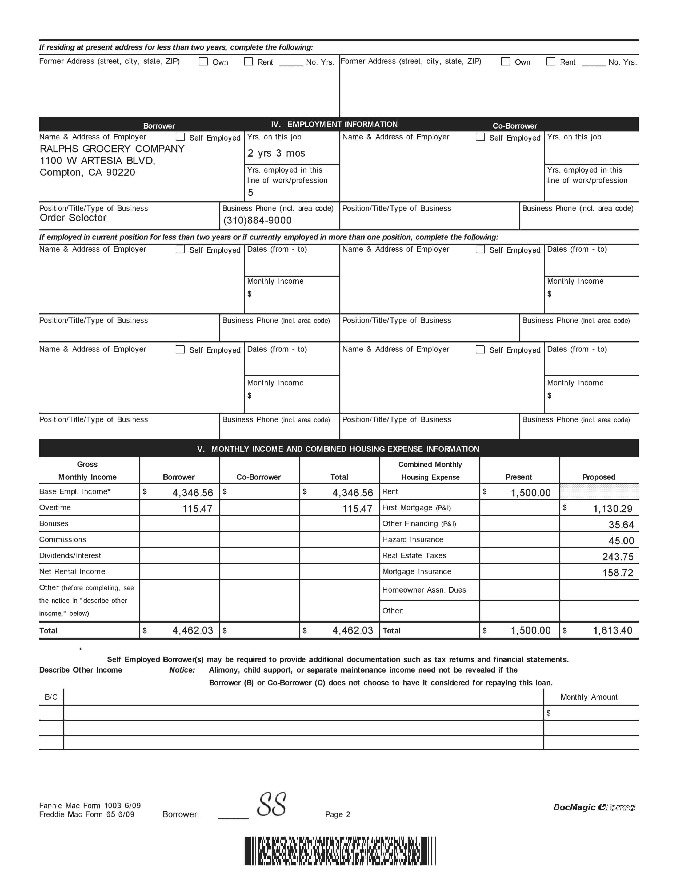 If residing at present address for less than two years, complete the following:
Former Address (street, city, state, ZIP) Own Rent _____ No. Yrs. Former Address (street, city, state, ZIP) Own Rent _____ No. Yrs.
Borrower IV. EMPLOYMENT INFORMATION Co-Borrower
Name & Address of Employer Self Employed Yrs. on this job Name & Address of Employer Self Employed Yrs. on this job
RALPHS GROCERY COMPANY
1100 W ARTESIA BLVD,
Compton, CA 90220
2 yrs 3 mos
Yrs. employed in this line of work/profession Yrs. employed in this line of work/profession
5
Position/Title/Type of Business Business Phone (incl. area code) Position/Title/Type of Business Business Phone (incl. area code)
Order Selector (310)884-9000
If employed in current position for less than two years or if currently employed in more than one position, complete the following:
Name & Address of Employer Self Employed Dates (from - to) Name & Address of Employer Self Employed Dates (from - to)
Monthly Income Monthly Income
$ $
Position/Title/Type of Business Business Phone (incl. area code) Position/Title/Type of Business Business Phone (incl. area code)
Name & Address of Employer Self Employed Dates (from - to) Name & Address of Employer Self Employed Dates (from - to)
Monthly Income Monthly Income
$ $
Position/Title/Type of Business Business Phone (incl. area code) Position/Title/Type of Business Business Phone (incl. area code)
V. MONTHLY INCOME AND COMBINED HOUSING EXPENSE INFORMATION
Gross Combined Monthly
Monthly Income Borrower Co-Borrower Total Housing Expense Present Proposed
Base Empl. Income* $ 4,346.56 $ $ 4,346.56 Rent $ 1,500.00
Overtime 115.47 115.47 First Mortgage (P&I) $ 1,130.29
Bonuses Other Financing (P&I) 35.64
Commissions Hazard Insurance 45.00
Dividends/Interest Real Estate Taxes 243.75
Net Rental Income Mortgage Insurance 158.72
Other (before completing, see Homeowner Assn. Dues
the notice in "describe other
income," below) Other:
Total $ 4,462.03 $ $ 4,462.03 Total $ 1,500.00 $ 1,613.40
*
Self Employed Borrower(s) may be required to provide additional documentation such as tax returns and financial statements.
Describe Other Income Notice: Alimony, child support, or separate maintenance income need not be revealed if the
Borrower (B) or Co-Borrower (C) does not choose to have it considered for repaying this loan.
B/C Monthly Amount
$
Fannie Mae Form 1003 6/09
Freddie Mac Form 65 6/09 Borrower SS Page 2
DocMagic